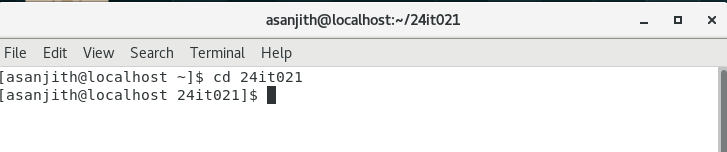 asanjith@localhost:~/24it021
File Edit View Search Terminal Help
[asanjith@localhost ~]$ cd 24it021
[asanjith@localhost 24it021]$